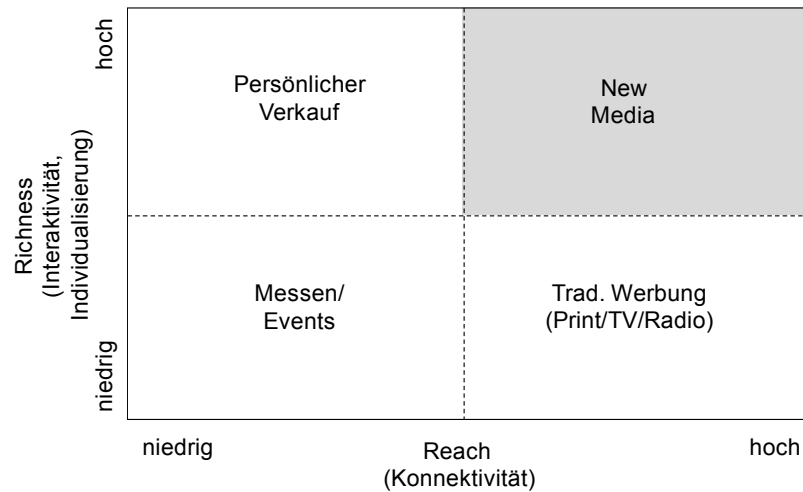 hoch
Persönlicher
Verkauf
New
Media
Richness
(Interaktivität,
Individualisierung)
Messen/
Events
Trad. Werbung
(Print/TV/Radio)
niedrig
niedrig
Reach
(Konnektivität)
hoch